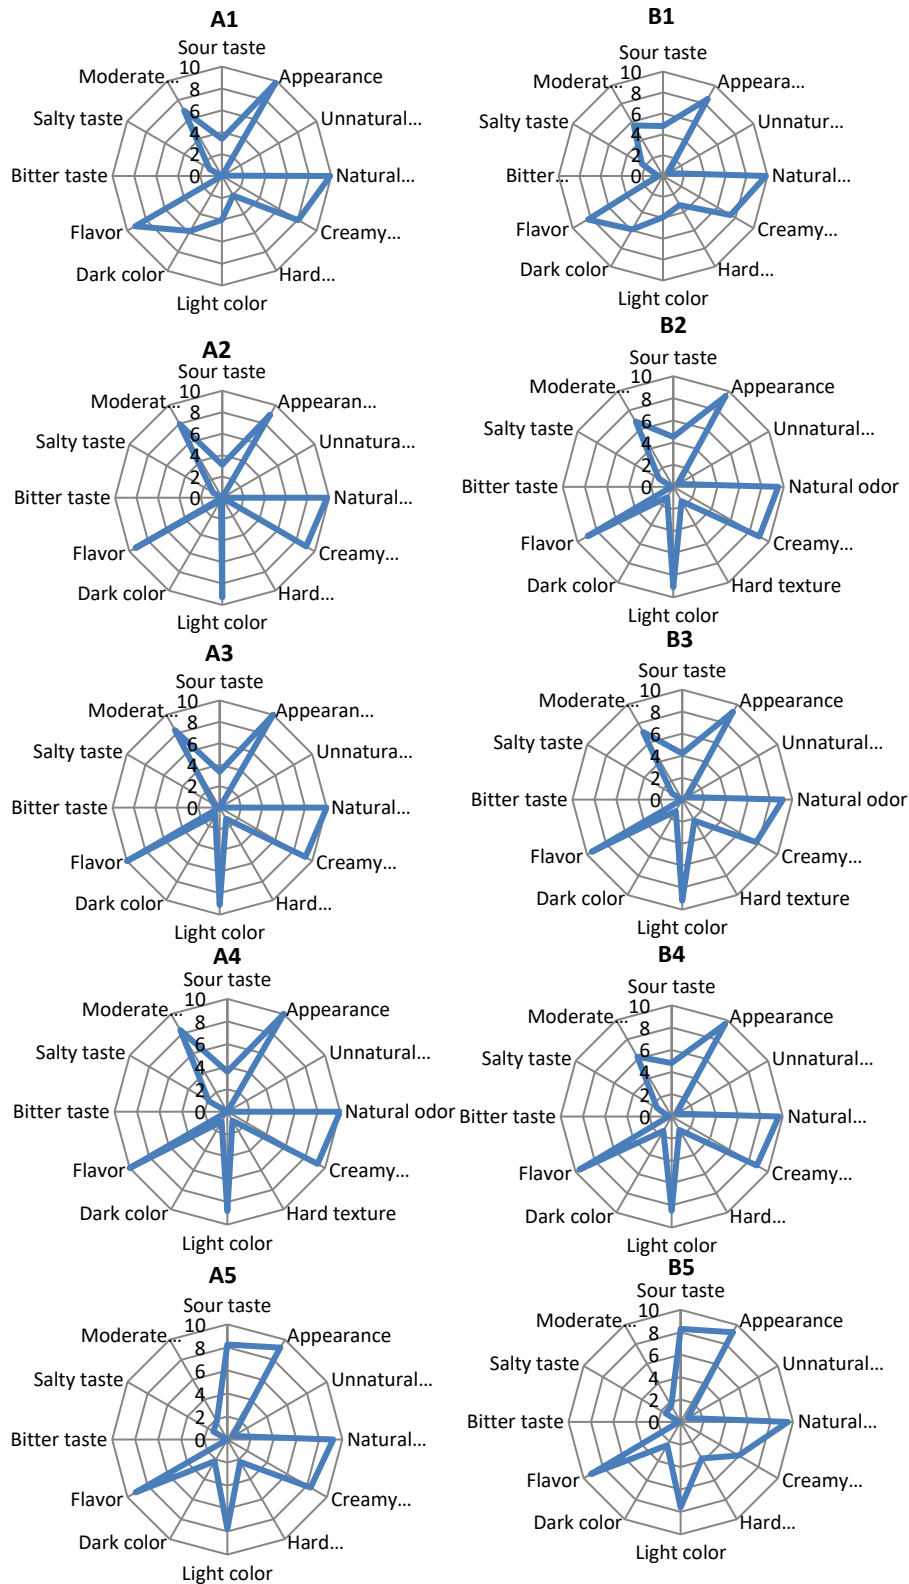 A1
Sour taste
Appearance
Unnatural...
Natural...
Creamy...
Hard...
Light color
Dark color
Flavor
Bitter taste
Salty taste
Moderate...
10
8
6
4
2
0
B1
Sour taste
Appeara...
Unnatur...
Natural...
Creamy...
Hard...
Light color
Dark color
Flavor
Bitter...
Salty taste
Moderat...
10
8
6
4
2
0
A2
Sour taste
Appearan...
Unnatura...
Natural...
Creamy...
Hard...
Light color
Dark color
Flavor
Bitter taste
Salty taste
Moderat...
10
8
6
4
2
0
B2
Sour taste
Appearance
Unnatural...
Natural odor
Creamy...
Hard texture
Light color
Dark color
Flavor
Bitter taste
Salty taste
Moderate...
10
8
6
4
2
0
A3
Sour taste
Appearan...
Unnatura...
Natural...
Creamy...
Hard...
Light color
Dark color
Flavor
Bitter taste
Salty taste
Moderat...
10
8
6
4
2
0
B3
Sour taste
Appearance
Unnatural...
Natural odor
Creamy...
Hard texture
Light color
Dark color
Flavor
Bitter taste
Salty taste
Moderate...
10
8
6
4
2
0
A4
Sour taste
Appearance
Unnatural...
Natural odor
Creamy...
Hard texture
Light color
Dark color
Flavor
Bitter taste
Salty taste
Moderate...
10
8
6
4
2
0
B4
Sour taste
Appearance
Unnatural...
Natural...
Creamy...
Hard...
Light color
Dark color
Flavor
Bitter taste
Salty taste
Moderate...
10
8
6
4
2
0
A5
Sour taste
Appearance
Unnatural...
Natural...
Creamy...
Hard...
Light color
Dark color
Flavor
Bitter taste
Salty taste
Moderate...
10
8
6
4
2
0
B5
Sour taste
Appearance
Unnatural...
Natural...
Creamy...
Hard...
Light color
Dark color
Flavor
Bitter taste
Salty taste
Moderate...
10
8
6
4
2
0